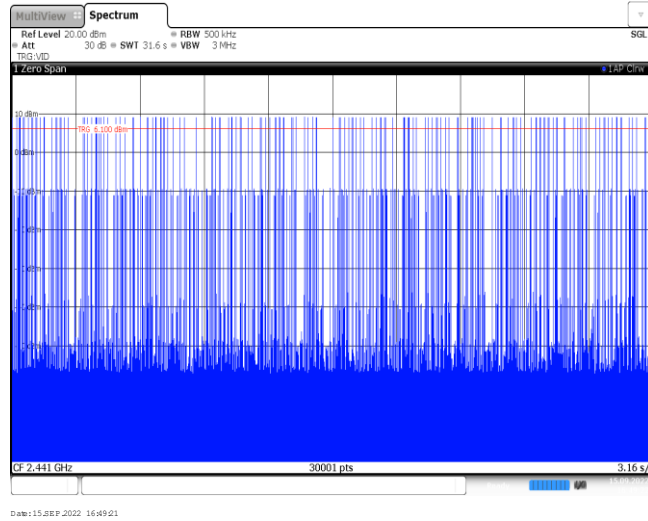 MultiView Spectrum
Ref Level 20.00 dBm RBW 500 kHz SGL
Att 30 dB SWT 31.6 s VBW 3 MHz
TRG:VID
1 Zero Span 1AP Clrw
10 dBm
TRG 6.100 dBm
0 dBm
CF 2.441 GHz 30001 pts 3.16 s/
Date:15.SEP.2022 16:49:21